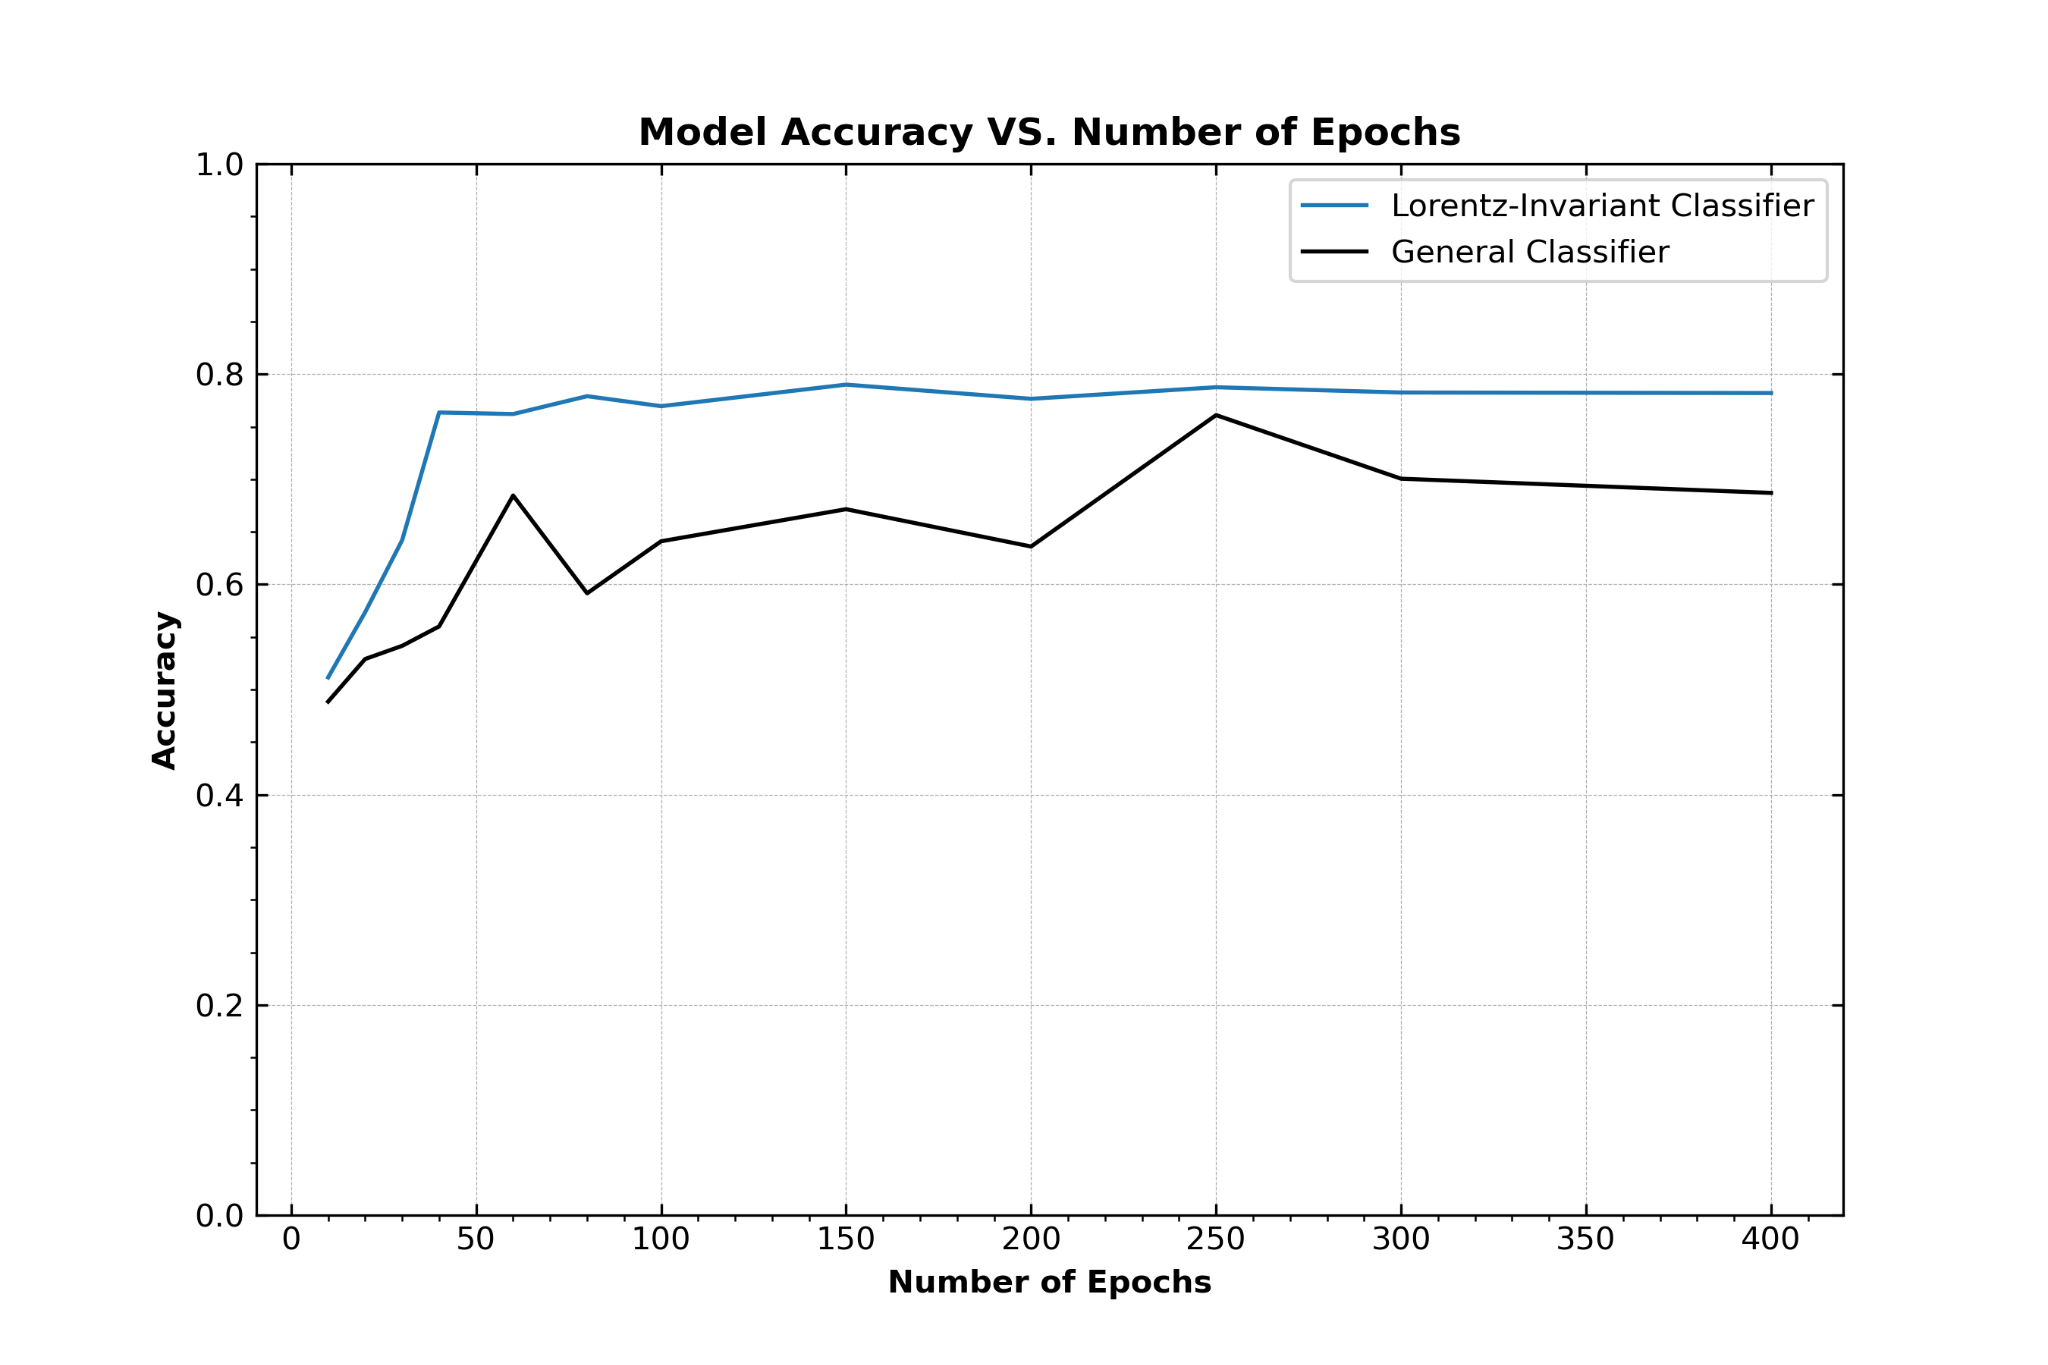 Model Accuracy VS. Number of Epochs
Lorentz-Invariant Classifier
General Classifier
1.0
0.8
0.6
0.4
0.2
0.0
Accuracy
0 50 100 150 200 250 300 350 400
Number of Epochs